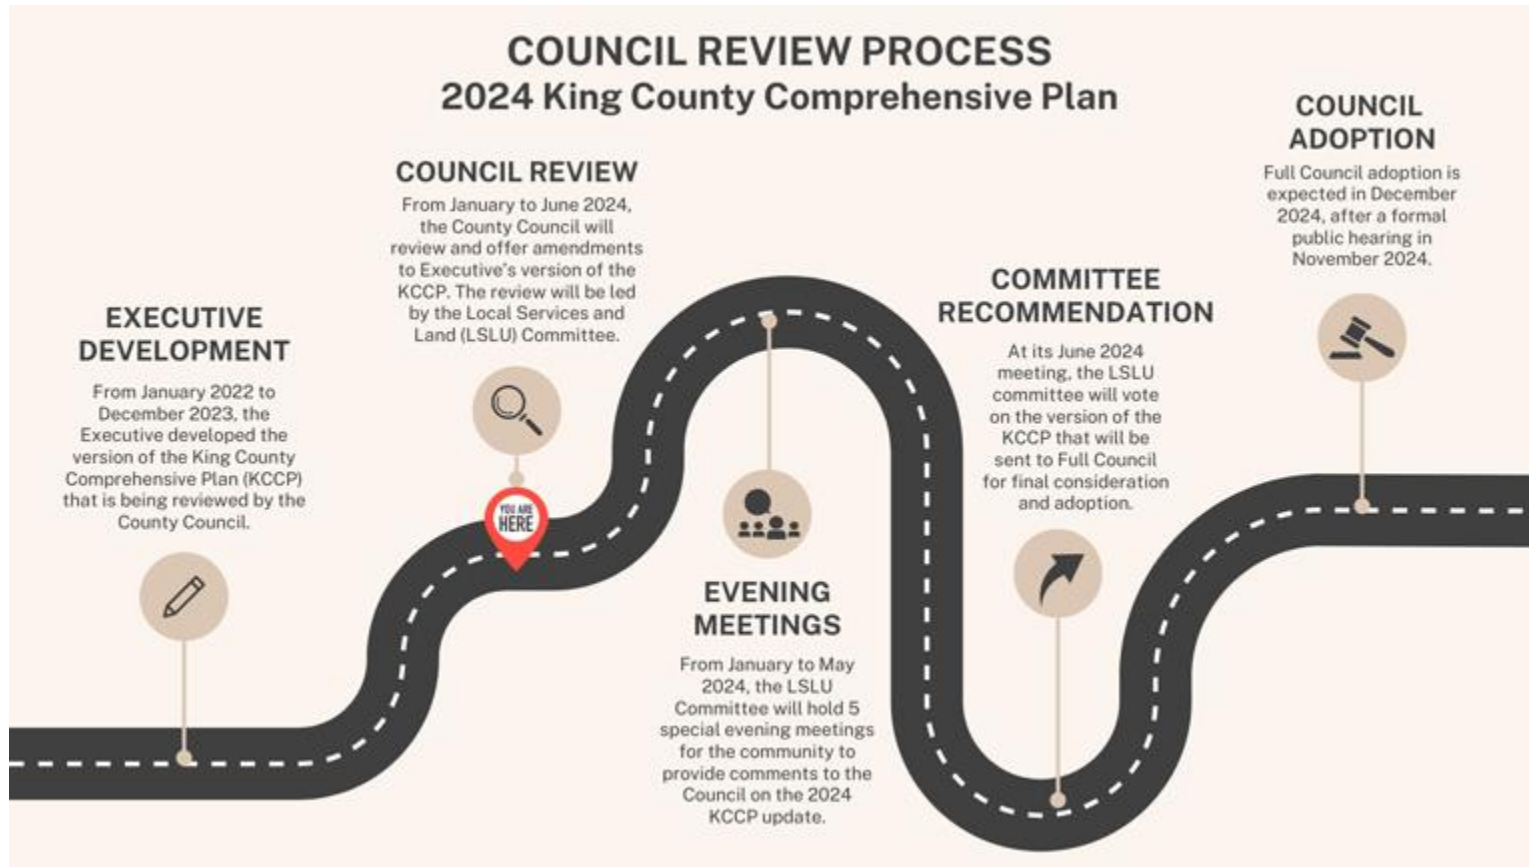 COUNCIL REVIEW PROCESS
2024 King County Comprehensive Plan
EXECUTIVE
DEVELOPMENT
From January 2022 to
December 2023, the
Executive developed the
version of the King County
Comprehensive Plan (KCCP)
that is being reviewed by the
County Council.
COUNCIL REVIEW
From January to June 2024,
the County Council will
review and offer amendments
to Executive's version of the
KCCP. The review will be led
by the Local Services and
Land (LSLU) Committee.
YOU ARE
HERE
EVENING
MEETINGS
From January to May
2024, the LSLU
Committee will hold 5
special evening meetings
for the community to
provide comments to the
Council on the 2024
KCCP update.
COMMITTEE
RECOMMENDATION
At its June 2024
meeting, the LSLU
committee will vote
on the version of the
KCCP that will be
sent to Full Council
for final consideration
and adoption.
COUNCIL
ADOPTION
Full Council adoption is
expected in December
2024, after a formal
public hearing in
November 2024.